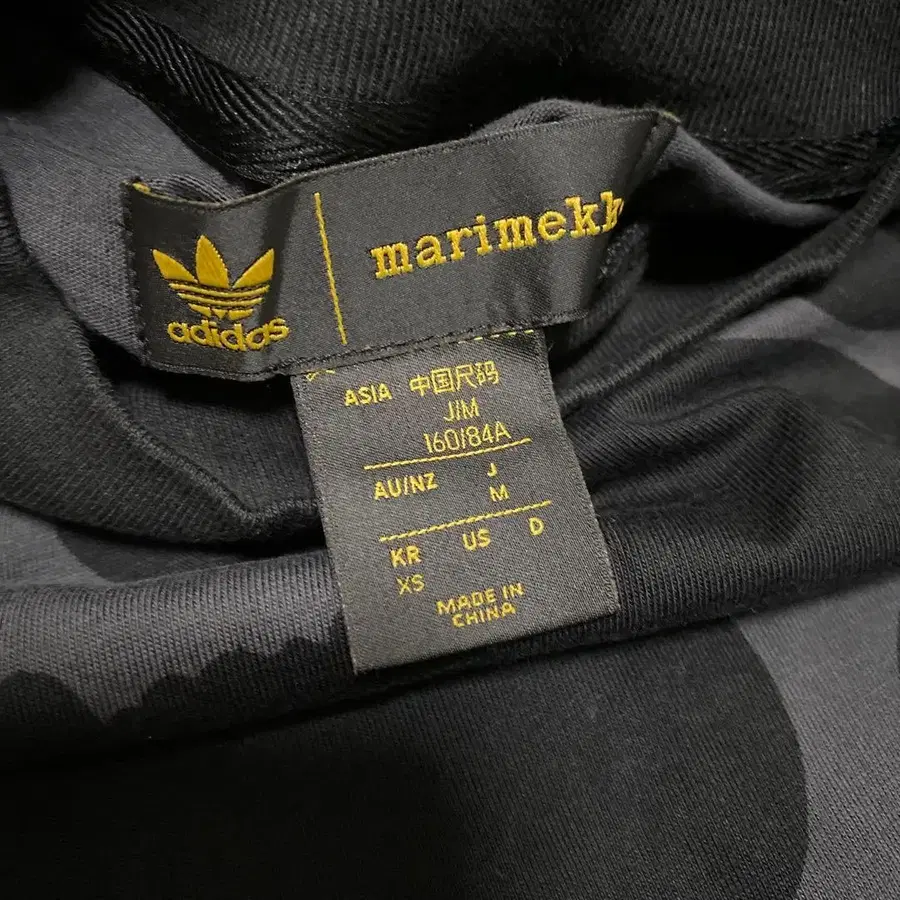 adidas
marimekk
ASIA 中国尺码
J/M
160/84A
AU/NZ J
M
KR US D
XS
MADE IN
CHINA